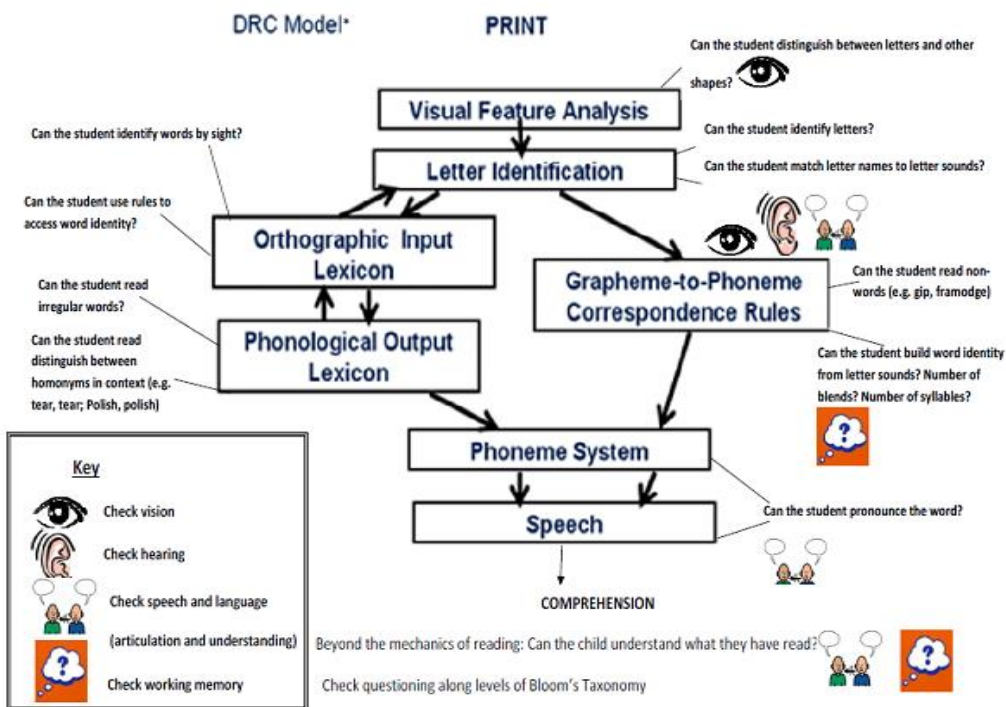 DRC Model*
PRINT
Can the student distinguish between letters and other
shapes?
Visual Feature Analysis
Can the student identify words by sight?
Can the student identify letters?
Letter Identification
Can the student match letter names to letter sounds?
Can the student use rules to
access word identity?
Orthographic Input
Lexicon
Grapheme-to-Phoneme
Correspondence Rules
Can the student read non-
words (e.g. gip, framodge)
Can the student read
irregular words?
Can the student read
distinguish between
homonyms in context (e.g.
tear, tear; Polish, polish)
Phonological Output
Lexicon
Can the student build word identity
from letter sounds? Number of
blends? Number of syllables?
?
Phoneme System
Speech
Can the student pronounce the word?
COMPREHENSION
Key
Check vision
Check hearing
Check speech and language
(articulation and understanding)
?
Check working memory
Beyond the mechanics of reading: Can the child understand what they have read?
?
Check questioning along levels of Bloom's Taxonomy